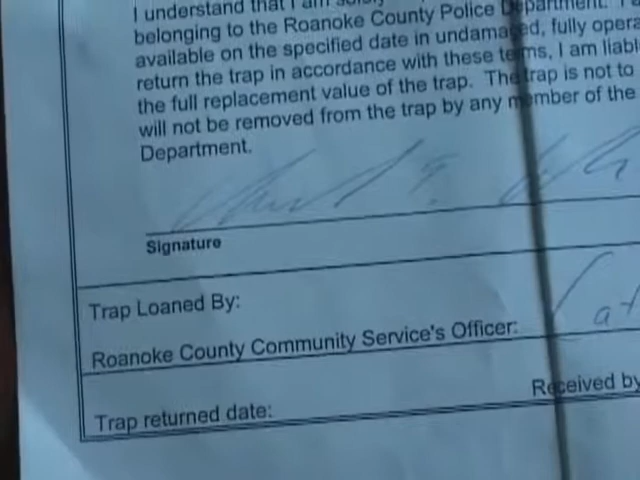 I understand that I am
belonging to the Roanoke County Police Department.
available on the specified date in undamaged, fully opera
return the trap in accordance with these terms, I am liabl
the full replacement value of the trap. The trap is not to
will not be removed from the trap by any member of the
Department.
Signature
Trap Loaned By:
Roanoke County Community Service's Officer:
Received by
Trap returned date: